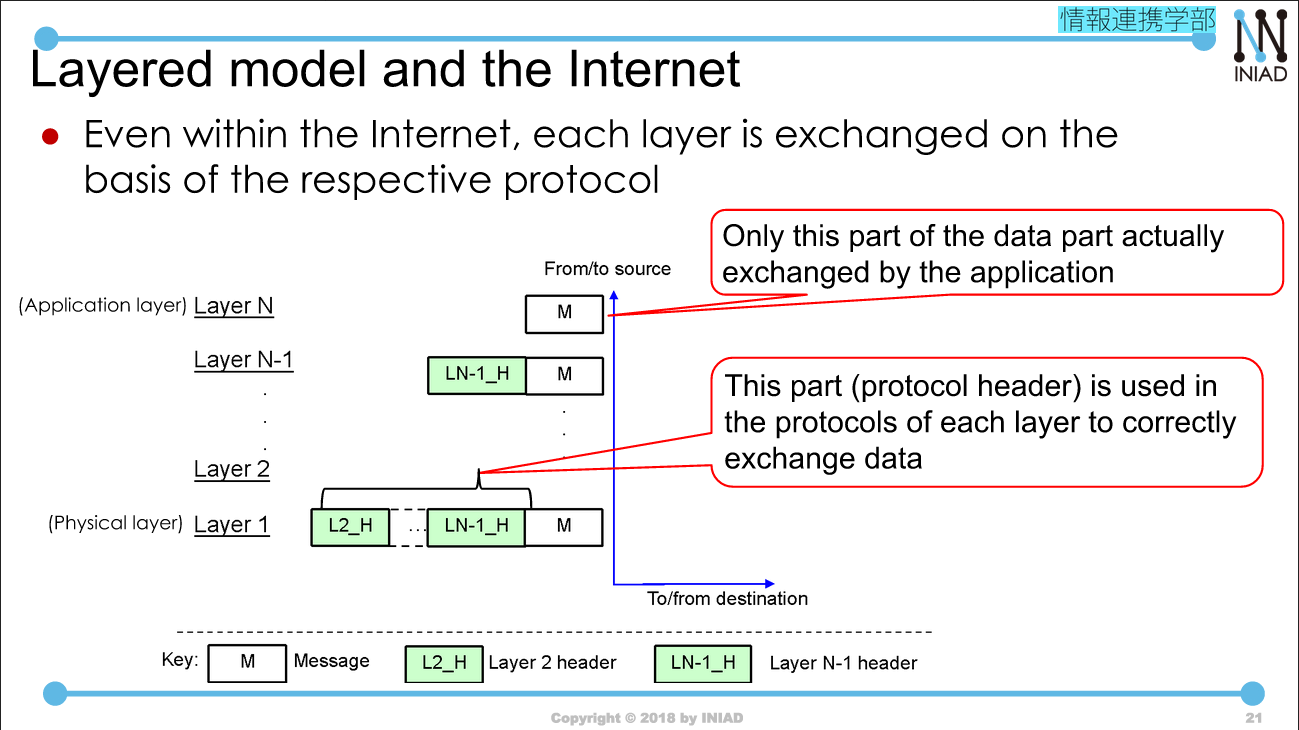 情報連携学部
INIAD
Layered model and the Internet
● Even within the Internet, each layer is exchanged on the
basis of the respective protocol
Only this part of the data part actually
exchanged by the application
From/to source
(Application layer) Layer N
M
Layer N-1
LN-1_H M
This part (protocol header) is used in
the protocols of each layer to correctly
exchange data
Layer 2
(Physical layer) Layer 1
L2_H ... LN-1_H M
To/from destination
Key: M Message L2_H Layer 2 header LN-1_H Layer N-1 header
Copyright © 2018 by INIAD
21